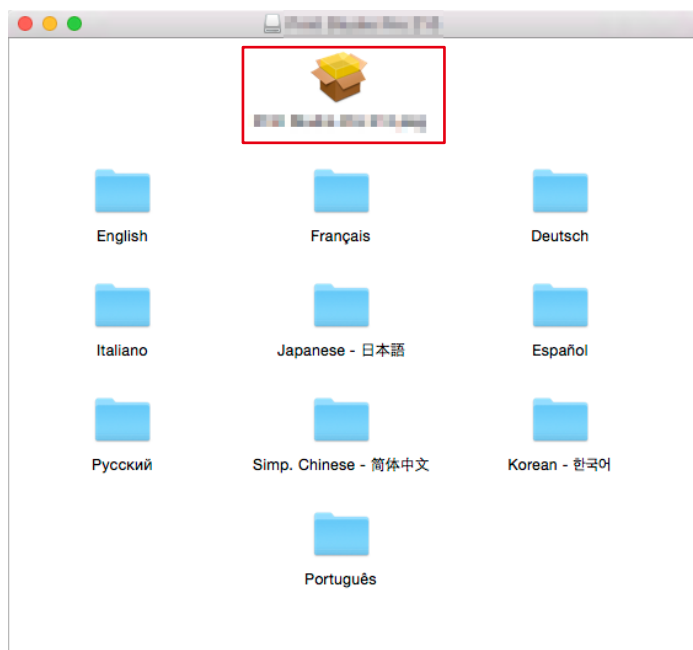 English
Français
Deutsch
Italiano
Japanese - 日本語
Español
Русский
Simp. Chinese - 简体中文
Korean - 한국어
Português